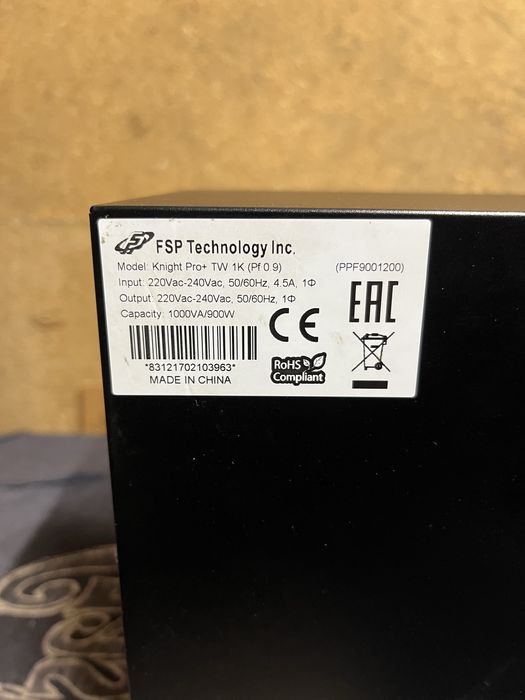 FSP Technology Inc.
Model: Knight Pro+ TW 1K (Pf 0.9) (PPF9001200)
Input: 220Vac-240Vac, 50/60Hz, 4.5A, 1Φ
Output: 220Vac-240Vac, 50/60Hz, 1Φ
Capacity: 1000VA/900W
EAC
CE
*83121702103963*
MADE IN CHINA
RoHS
Compliant